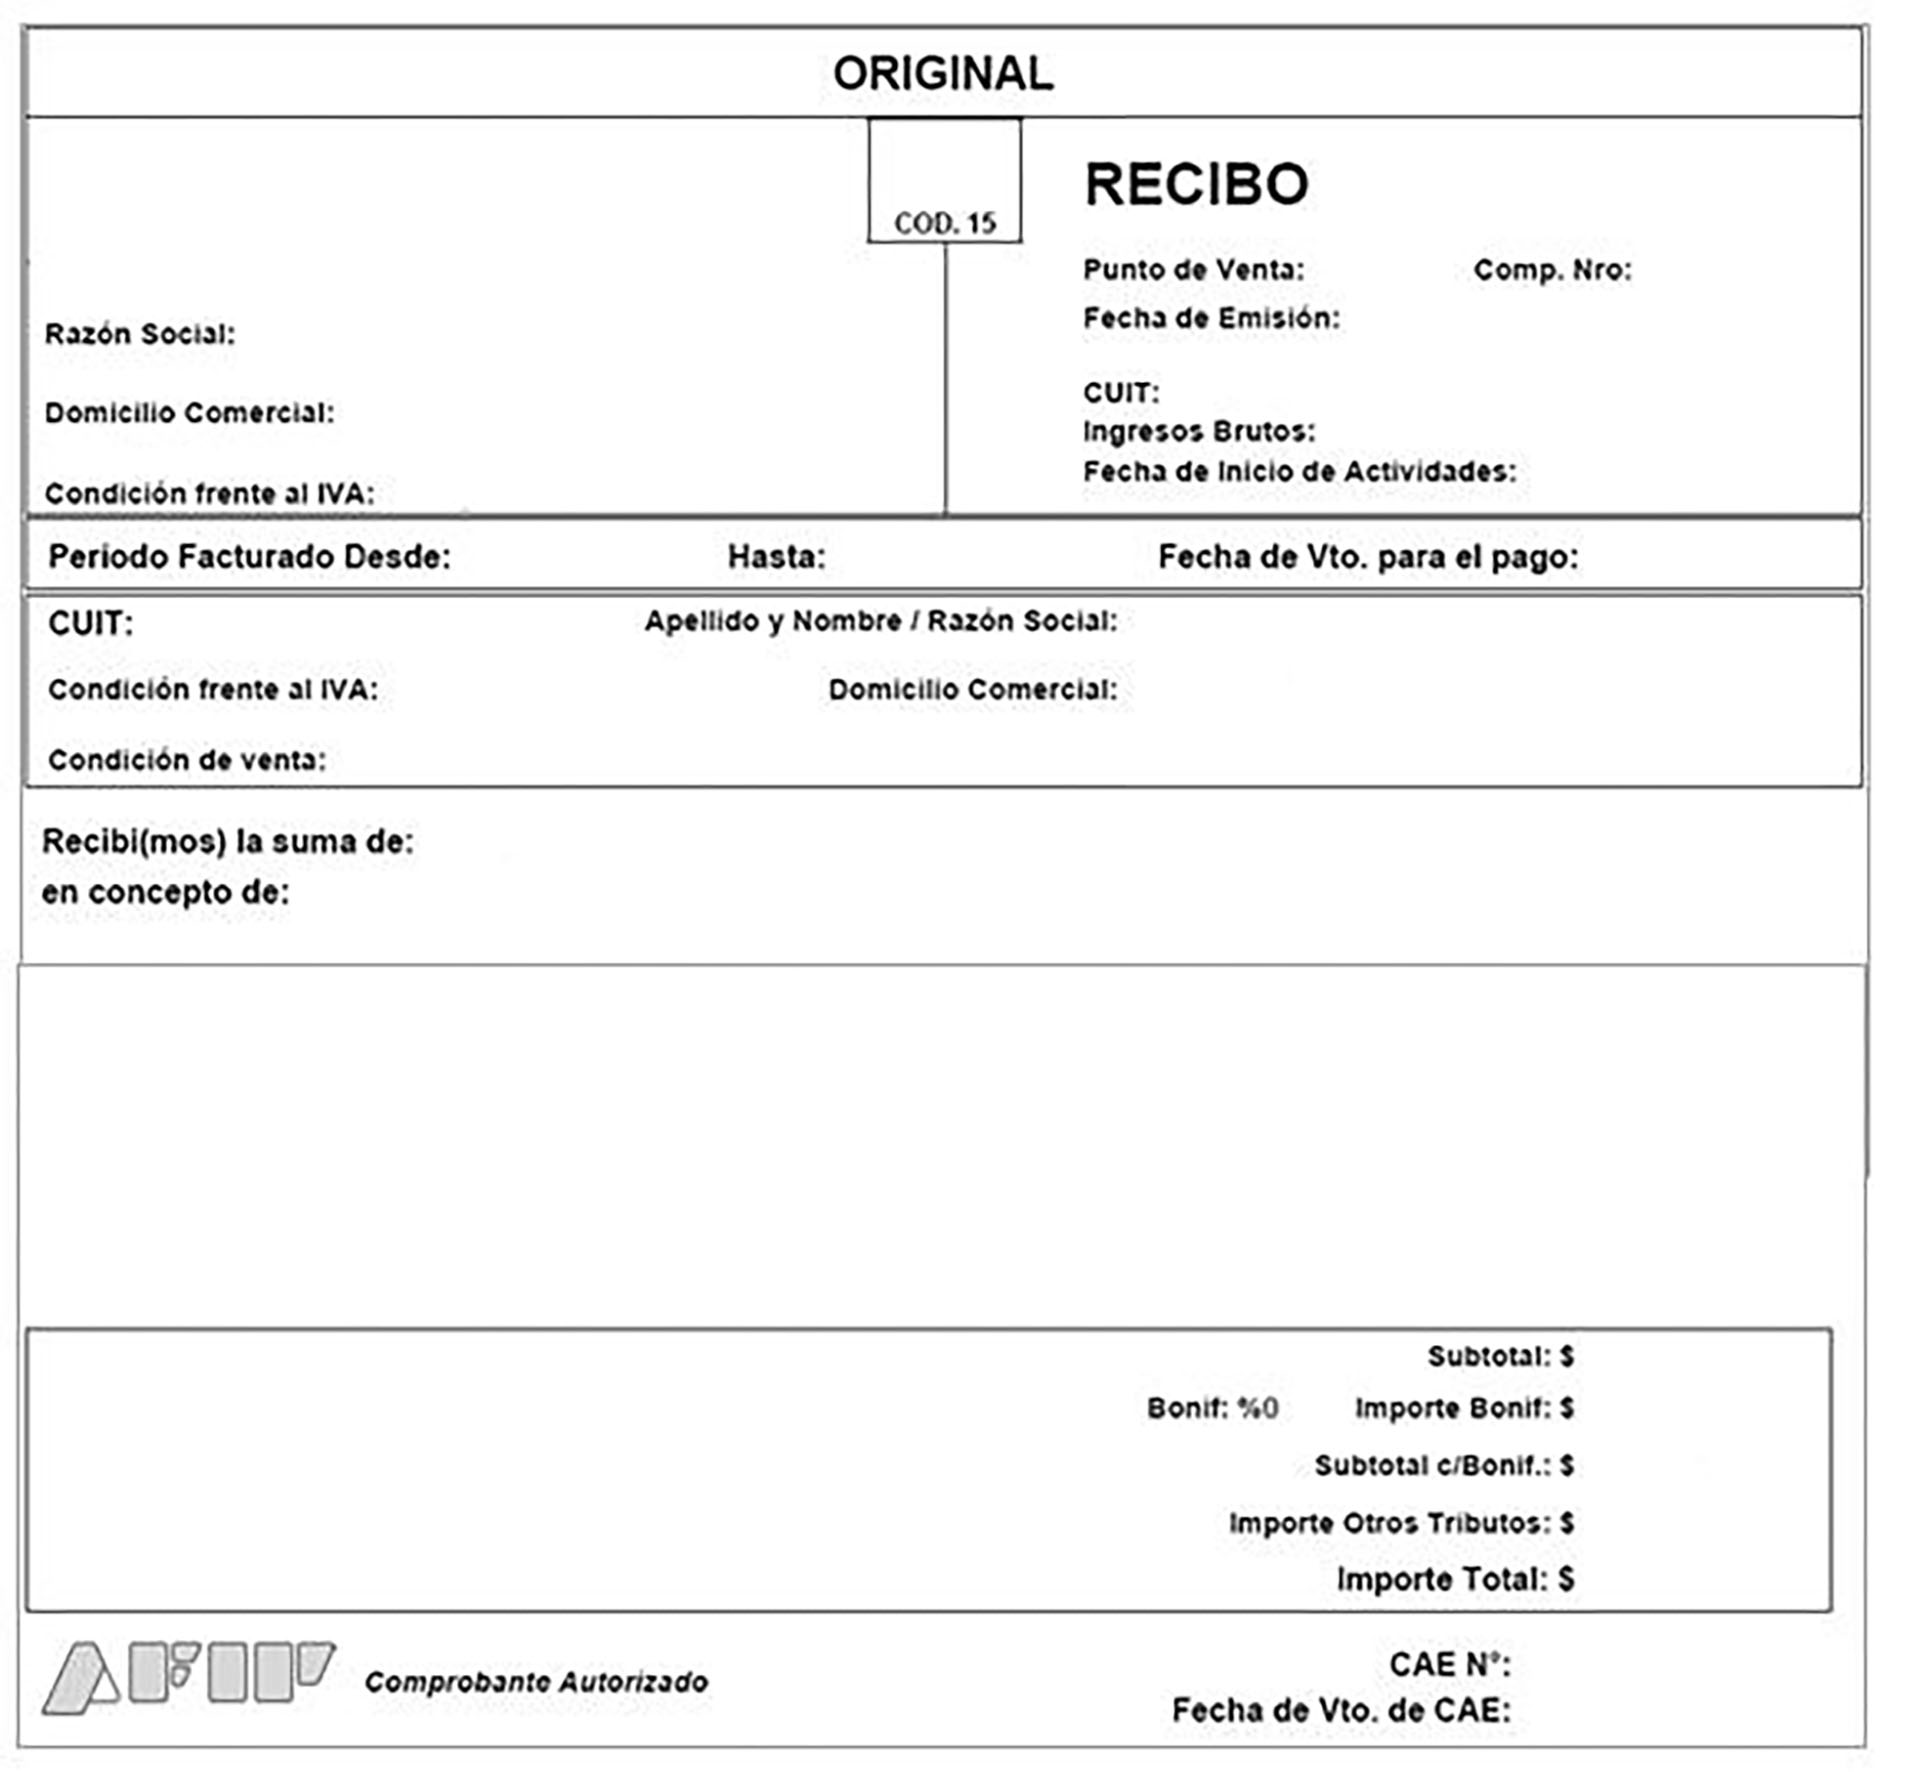 ORIGINAL
COD. 15
RECIBO
Punto de Venta: Comp. Nro:
Fecha de Emisión:
Razón Social:
CUIT:
Domicilio Comercial:
Ingresos Brutos:
Fecha de Inicio de Actividades:
Condición frente al IVA:
Periodo Facturado Desde: Hasta: Fecha de Vto. para el pago:
CUIT: Apellido y Nombre / Razón Social:
Condición frente al IVA: Domicilio Comercial:
Condición de venta:
Recibi(mos) la suma de:
en concepto de:
Subtotal: $
Bonif: %0 Importe Bonif: $
Subtotal c/Bonif.: $
Importe Otros Tributos: $
Importe Total: $
AFIP Comprobante Autorizado
CAE N°:
Fecha de Vto. de CAE: